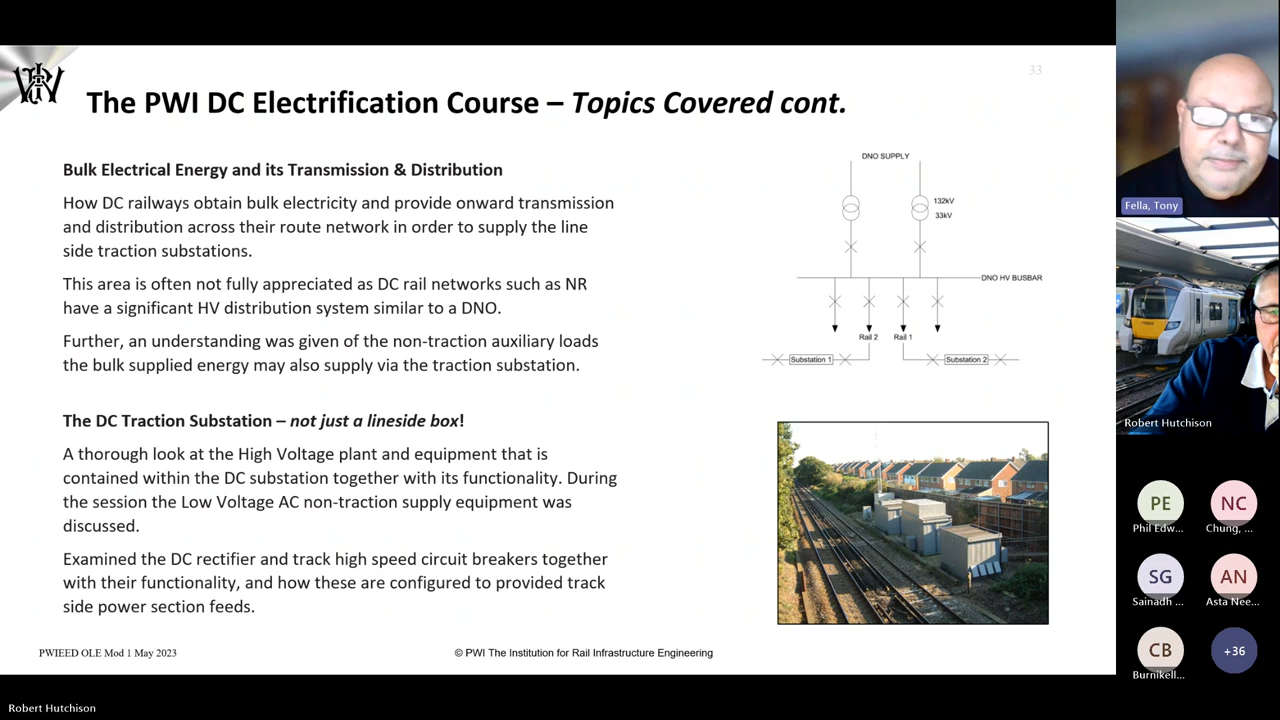 33
The PWI DC Electrification Course – Topics Covered cont.
Bulk Electrical Energy and its Transmission & Distribution
How DC railways obtain bulk electricity and provide onward transmission
and distribution across their route network in order to supply the line
side traction substations.
This area is often not fully appreciated as DC rail networks such as NR
have a significant HV distribution system similar to a DNO.
Further, an understanding was given of the non-traction auxiliary loads
the bulk supplied energy may also supply via the traction substation.
The DC Traction Substation – not just a lineside box!
A thorough look at the High Voltage plant and equipment that is
contained within the DC substation together with its functionality. During
the session the Low Voltage AC non-traction supply equipment was
discussed.
Examined the DC rectifier and track high speed circuit breakers together
with their functionality, and how these are configured to provided track
side power section feeds.
DNO SUPPLY
132kV
33kV
DNO HV BUSBAR
Rail 2 Rail 1
Substation 1 Substation 2
PWIEED OLE Mod 1 May 2023
© PWI The Institution for Rail Infrastructure Engineering
Fella, Tony
Robert Hutchison
PE NC
Phil Edw... Chung, ...
SG AN
Sainadh ... Asta Nee...
CB +36
Burnikell...
Robert Hutchison